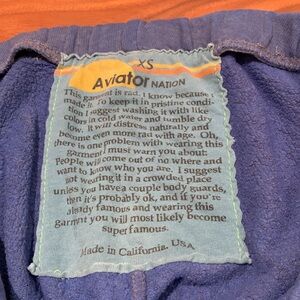 XS
Aviator NATION
This garment is rad. I know because I
made it. To keep it in pristine condi-
tion I suggest washing it with like
colors in cold water and tumble dry
low. It will distress naturally and
become even more rad with age. Oh,
there is one problem with wearing this
garment I must warn you about:
People will come out of no where and
want to know who you are. I suggest
not wearing it in a crowded place
unless you have a couple body guards,
then it's probably ok, and if you're
already famous and wearing this
garment you will most likely become
super famous.
Made in California, USA